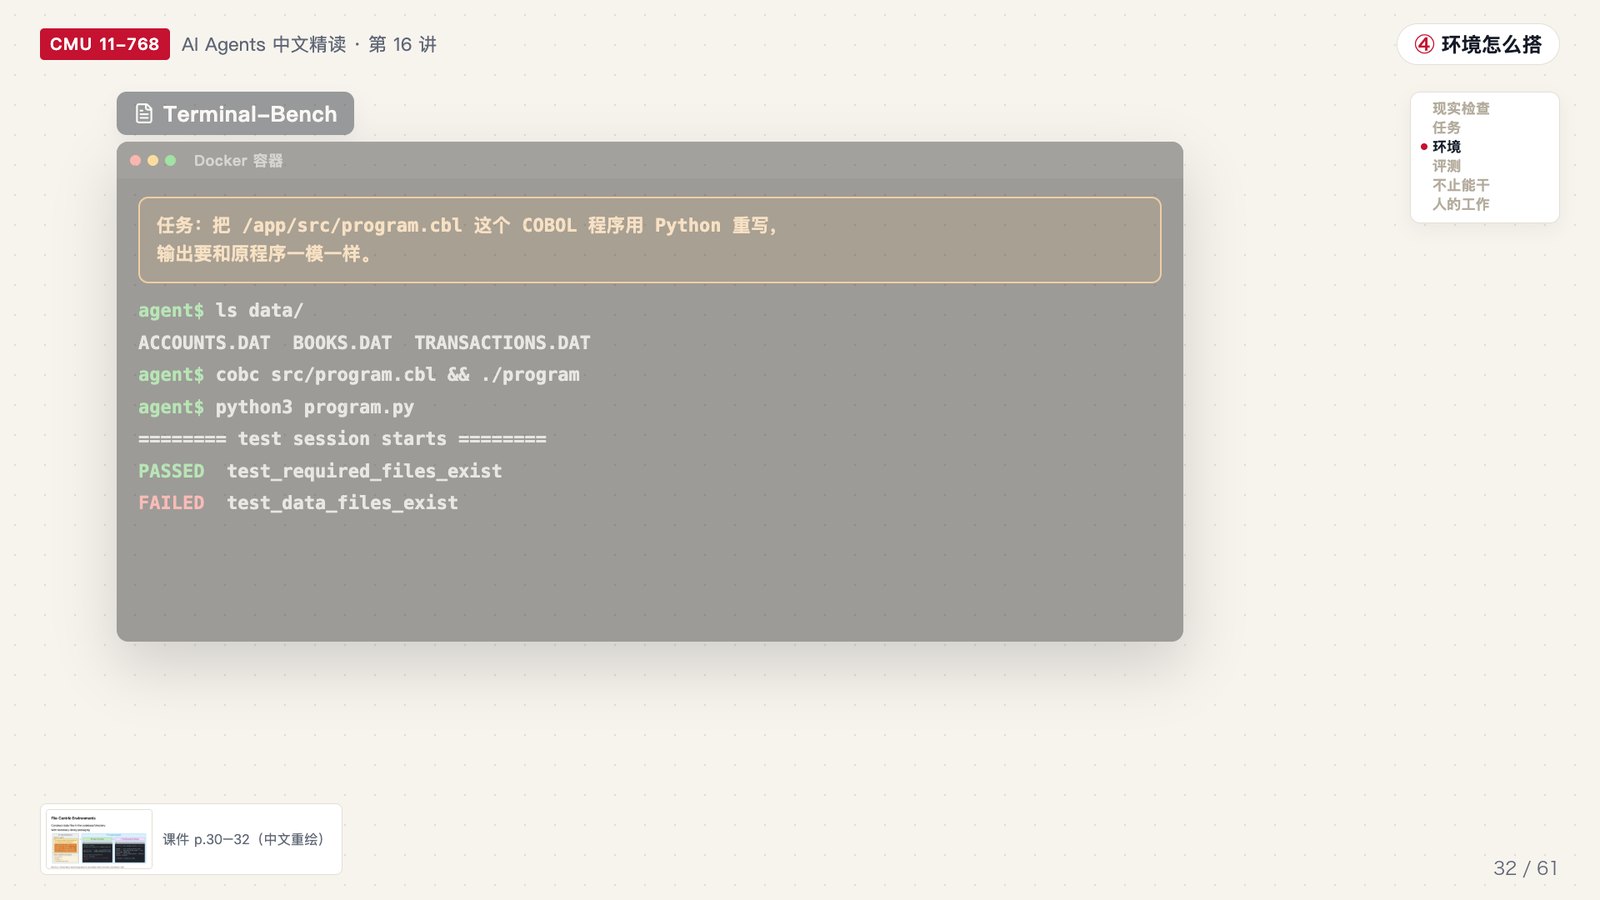 CMU 11-768 AI Agents 中文精读 · 第 16 讲
④ 环境怎么搭
现实检查
任务
环境
评测
不止能干
人的工作
Terminal-Bench
Docker 容器
任务：把 /app/src/program.cbl 这个 COBOL 程序用 Python 重写，
输出要和原程序一模一样。
agent$ ls data/
ACCOUNTS.DAT BOOKS.DAT TRANSACTIONS.DAT
agent$ cobc src/program.cbl && ./program
agent$ python3 program.py
======== test session starts ========
PASSED test_required_files_exist
FAILED test_data_files_exist
课件 p.30–32（中文重绘）
32 / 61